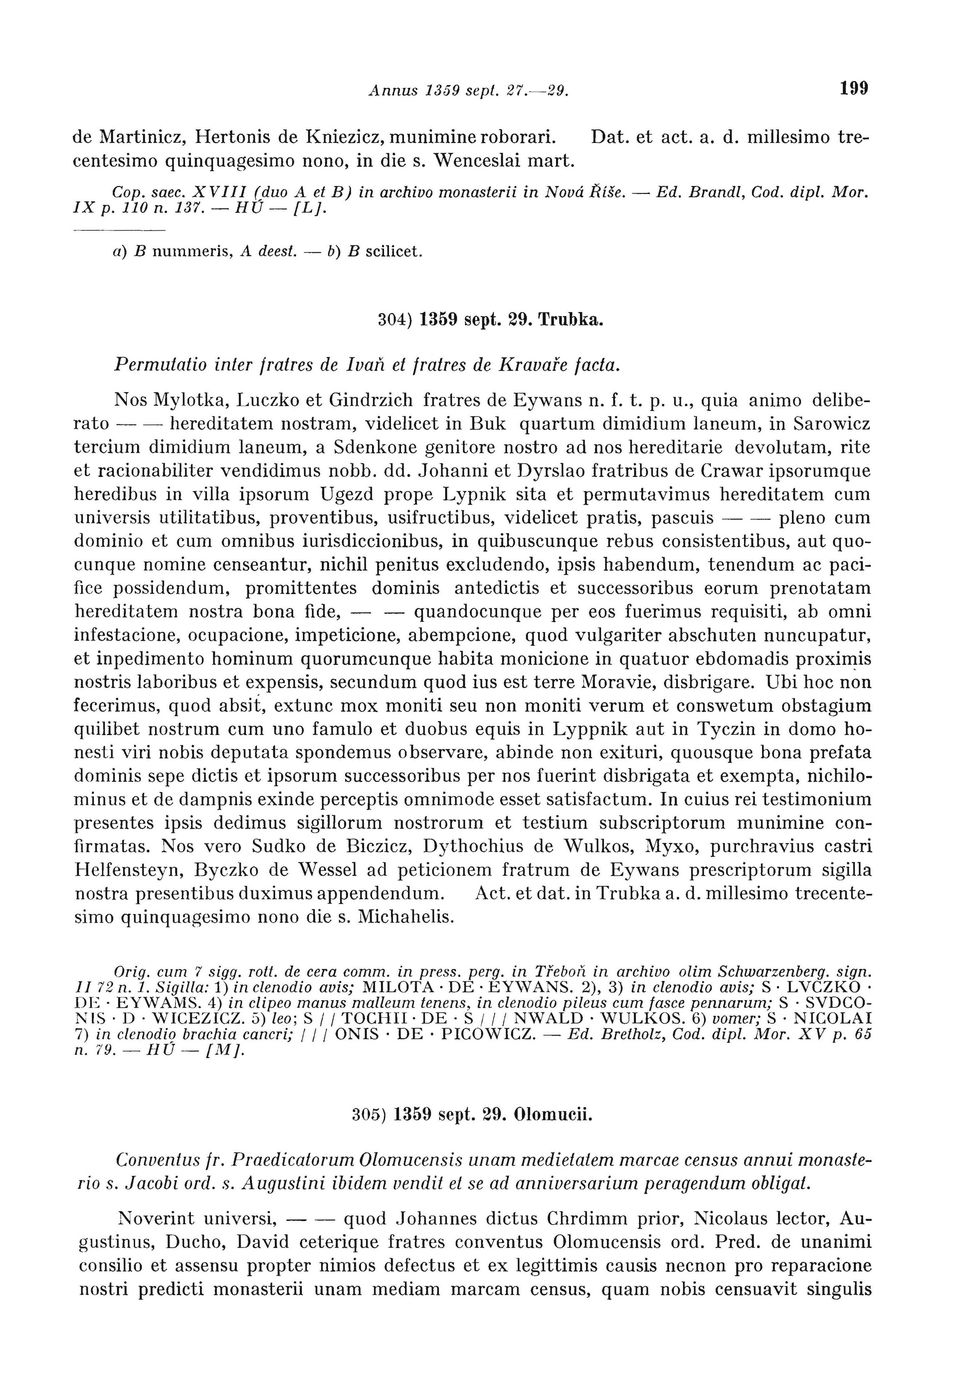 Annus 1359 sept. 27.—29. 199
de Martinicz, Hertonis de Kniezicz, munimine roborari. Dat. et act. a. d. millesimo tre-
centesimo quinquagesimo nono, in die s. Wenceslai mart.
Cop. saec. XVIII (duo A et B) in archivo monasterii in Nová Říše. — Ed. Brandl, Cod. dipl. Mor.
IX p. 110 n. 137. — HÚ — [L].
a) B nummeris, A deest. — b) B scilicet.
304) 1359 sept. 29. Trubka.
Permutatio inter fratres de Ivaň et fratres de Kravaře facta.
Nos Mylotka, Luczko et Gindrzich fratres de Eywans n. f. t. p. u., quia animo delibe-
rato — — hereditatem nostram, videlicet in Buk quartum dimidium laneum, in Sarowicz
tercium dimidium laneum, a Sdenkone genitore nostro ad nos hereditarie devolutam, rite
et racionabiliter vendidimus nobb. dd. Johanni et Dyrslao fratribus de Crawar ipsorumque
heredibus in villa ipsorum Ugezd prope Lypnik sita et permutavimus hereditatem cum
universis utilitatibus, proventibus, usifructibus, videlicet pratis, pascuis — — pleno cum
dominio et cum omnibus iurisdiccionibus, in quibuscunque rebus consistentibus, aut quo-
cunque nomine censeantur, nichil penitus excludendo, ipsis habendum, tenendum ac paci-
fice possidendum, promittentes dominis antedictis et successoribus eorum prenotatam
hereditatem nostra bona fide, — — quandocunque per eos fuerimus requisiti, ab omni
infestacione, ocupacione, impeticione, abempcione, quod vulgariter abschuten nuncupatur,
et inpedimento hominum quorumcunque habita monicione in quatuor ebdomadis proximis
nostris laboribus et expensis, secundum quod ius est terre Moravie, disbrigare. Ubi hoc non
fecerimus, quod absit, extunc mox moniti seu non moniti verum et conswetum obstagium
quilibet nostrum cum uno famulo et duobus equis in Lyppnik aut in Tyczin in domo ho-
nesti viri nobis deputata spondemus observare, abinde non exituri, quousque bona prefata
dominis sepe dictis et ipsorum successoribus per nos fuerint disbrigata et exempta, nichilo-
minus et de dampnis exinde perceptis omnimode esset satisfactum. In cuius rei testimonium
presentes ipsis dedimus sigillorum nostrorum et testium subscriptorum munimine con-
firmatas. Nos vero Sudko de Biczicz, Dythochius de Wulkos, Myxo, purchravius castri
Helfensteyn, Byczko de Wessel ad peticionem fratrum de Eywans prescriptorum sigilla
nostra presentibus duximus appendendum. Act. et dat. in Trubka a. d. millesimo trecente-
simo quinquagesimo nono die s. Michahelis.
Orig. cum 7 sigg. rott. de cera comm. in press. perg. in Třeboň in archivo olim Schwarzenberg. sign.
II 72 n. 1. Sigilla: 1) in clenodio avis; MILOTA · DE · EYWANS. 2), 3) in clenodio avis; S · LVCZKO ·
DE · EYWAMS. 4) in clipeo manus malleum tenens, in clenodio pileus cum fasce pennarum; S · SVDCO-
NIS · D · WICEZICZ. 5) leo; S / / TOCHII · DE · S / / / NWALD · WULKOS. 6) vomer; S · NICOLAI
7) in clenodio brachia cancri; / / / ONIS · DE · PICOWICZ. — Ed. Bretholz, Cod. dipl. Mor. XV p. 65
n. 79. — HÚ — [M].
305) 1359 sept. 29. Olomucii.
Conventus fr. Praedicatorum Olomucensis unam medietatem marcae census annui monaste-
rio s. Jacobi ord. s. Augustini ibidem vendit et se ad anniversarium peragendum obligat.
Noverint universi, — — quod Johannes dictus Chrdimm prior, Nicolaus lector, Au-
gustinus, Ducho, David ceterique fratres conventus Olomucensis ord. Pred. de unanimi
consilio et assensu propter nimios defectus et ex legittimis causis necnon pro reparacione
nostri predicti monasterii unam mediam marcam census, quam nobis censuavit singulis